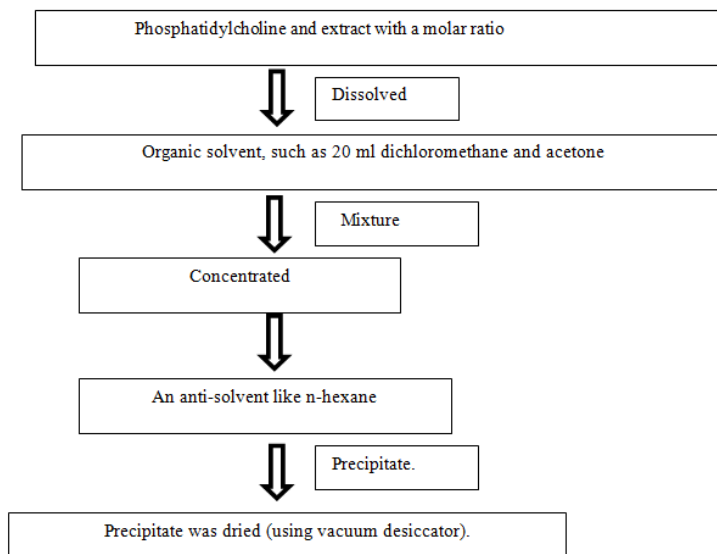 Phosphatidylcholine and extract with a molar ratio
Dissolved
Organic solvent, such as 20 ml dichloromethane and acetone
Mixture
Concentrated
An anti-solvent like n-hexane
Precipitate.
Precipitate was dried (using vacuum desiccator).